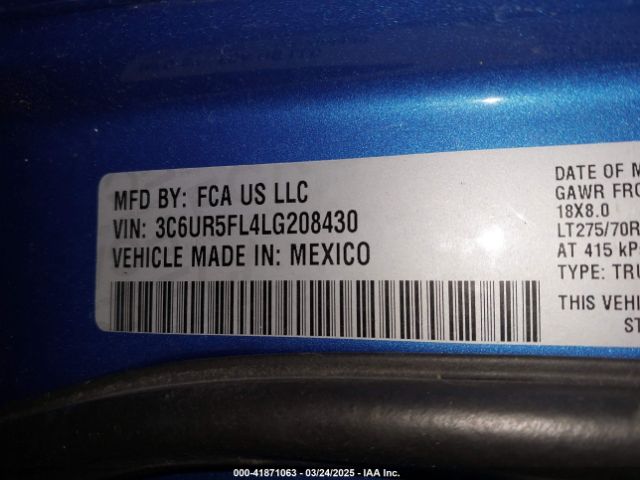 MFD BY: FCA US LLC
VIN: 3C6UR5FL4LG208430
VEHICLE MADE IN: MEXICO
DATE OF M
GAWR FRO
18X8.0
LT275/70R
AT 415 kP
TYPE: TRU
THIS VEHI
ST
000-41871063 - 03/24/2025 - IAA Inc.